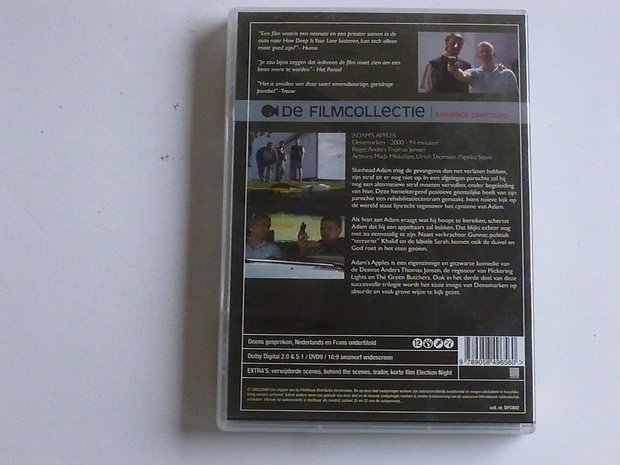 "Een film waarin een neonazi en een priester samen in
de auto naar How Deep Is Your Love luisteren, kan toch alleen
maar goed zijn!" - Humo
"Je zou bijna zeggen dat iedereen de film moet zien om een
beter mens te worden" - Het Parool
"Het is smullen van deze soort vreemdsoortige, gortdroge
parabel" - Trouw
DE FILMCOLLECTIE | MAVERICK DIRECTORS
'ADAM'S APPLES
Denemarken - 2000 - 94 minuten
Regie: Anders Thomas Jensen
Acteurs: Mads Mikkelsen, Ulrich Thomsen, Paprika Steen
Skinhead Adam mag de gevangenis dan net verlaten hebben,
zijn straf zit er nog niet op. In een afgelegen parochie zal hij
nog een alternatieve straf moeten vervullen, onder begeleiding
van Ivan. Deze hemeltergend positieve geestelijke heeft van zijn
parochie een rehabilitatiecentrum gemaakt. Ivans naïeve kijk op
de wereld staat lijnrecht tegenover het cynisme van Adam.
Als Ivan aan Adam vraagt wat hij hoopt te bereiken, schertst
Adam dat hij een appeltaart zal bakken. Dat blijkt echter nog
niet zo eenvoudig te zijn. Naast verkrachter Gunnar, politiek
"terrorist" Khalid en de labiele Sarah, komen ook de duivel en
God roet in het eten gooien.
Adam's Apples is een eigenzinnige en gitzwarte komedie van
de Deense Anders Thomas Jensen, de regisseur van Flickering
Lights en The Green Butchers. Ook in het derde deel van deze
succesvolle trilogie wordt het saaie imago van Denemarken op
absurde en vaak grove wijze te kijk gezet.
Deens gesproken, Nederlands en Frans ondertiteld
12
Dolby Digital 2.0 & 5.1 / DVD9 / 16:9 anamorf widescreen
9 789058 496560 >
EXTRA'S: verwijderde scenes, behind the scenes, trailer, korte film Election Night
cat. nr. DFC002